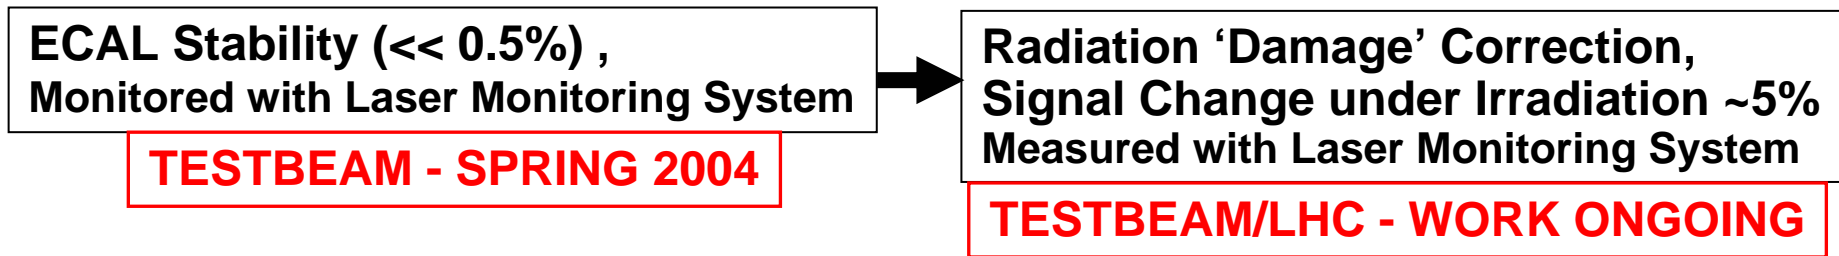 ECAL Stability (<< 0.5%) ,
Monitored with Laser Monitoring System
TESTBEAM - SPRING 2004
Radiation ‘Damage’ Correction,
Signal Change under Irradiation ~5%
Measured with Laser Monitoring System
TESTBEAM/LHC - WORK ONGOING